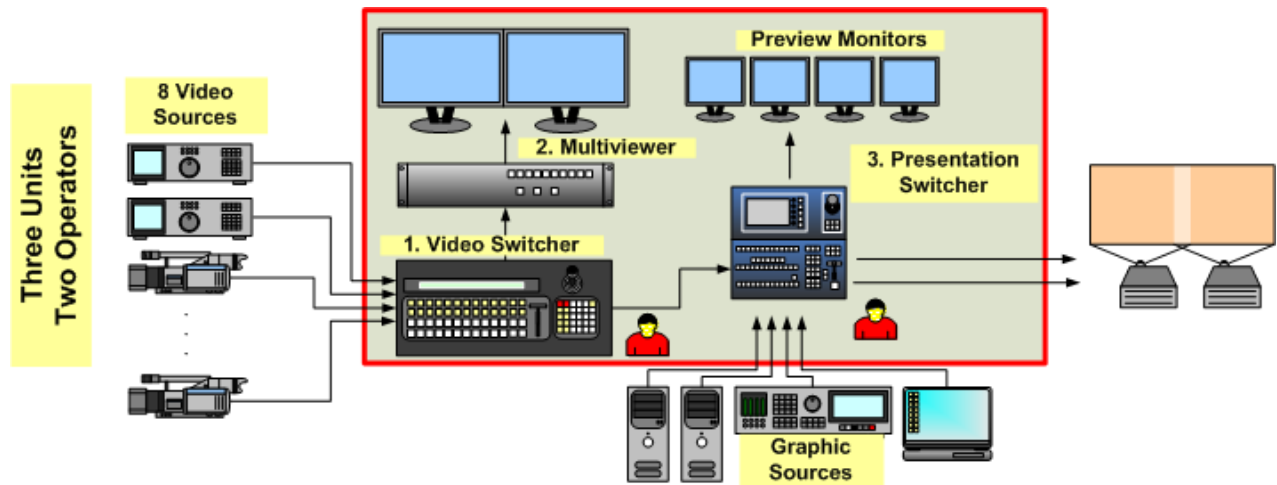 Three Units
Two Operators
8 Video
Sources
Preview Monitors
2. Multiviewer
3. Presentation
Switcher
1. Video Switcher
Graphic
Sources